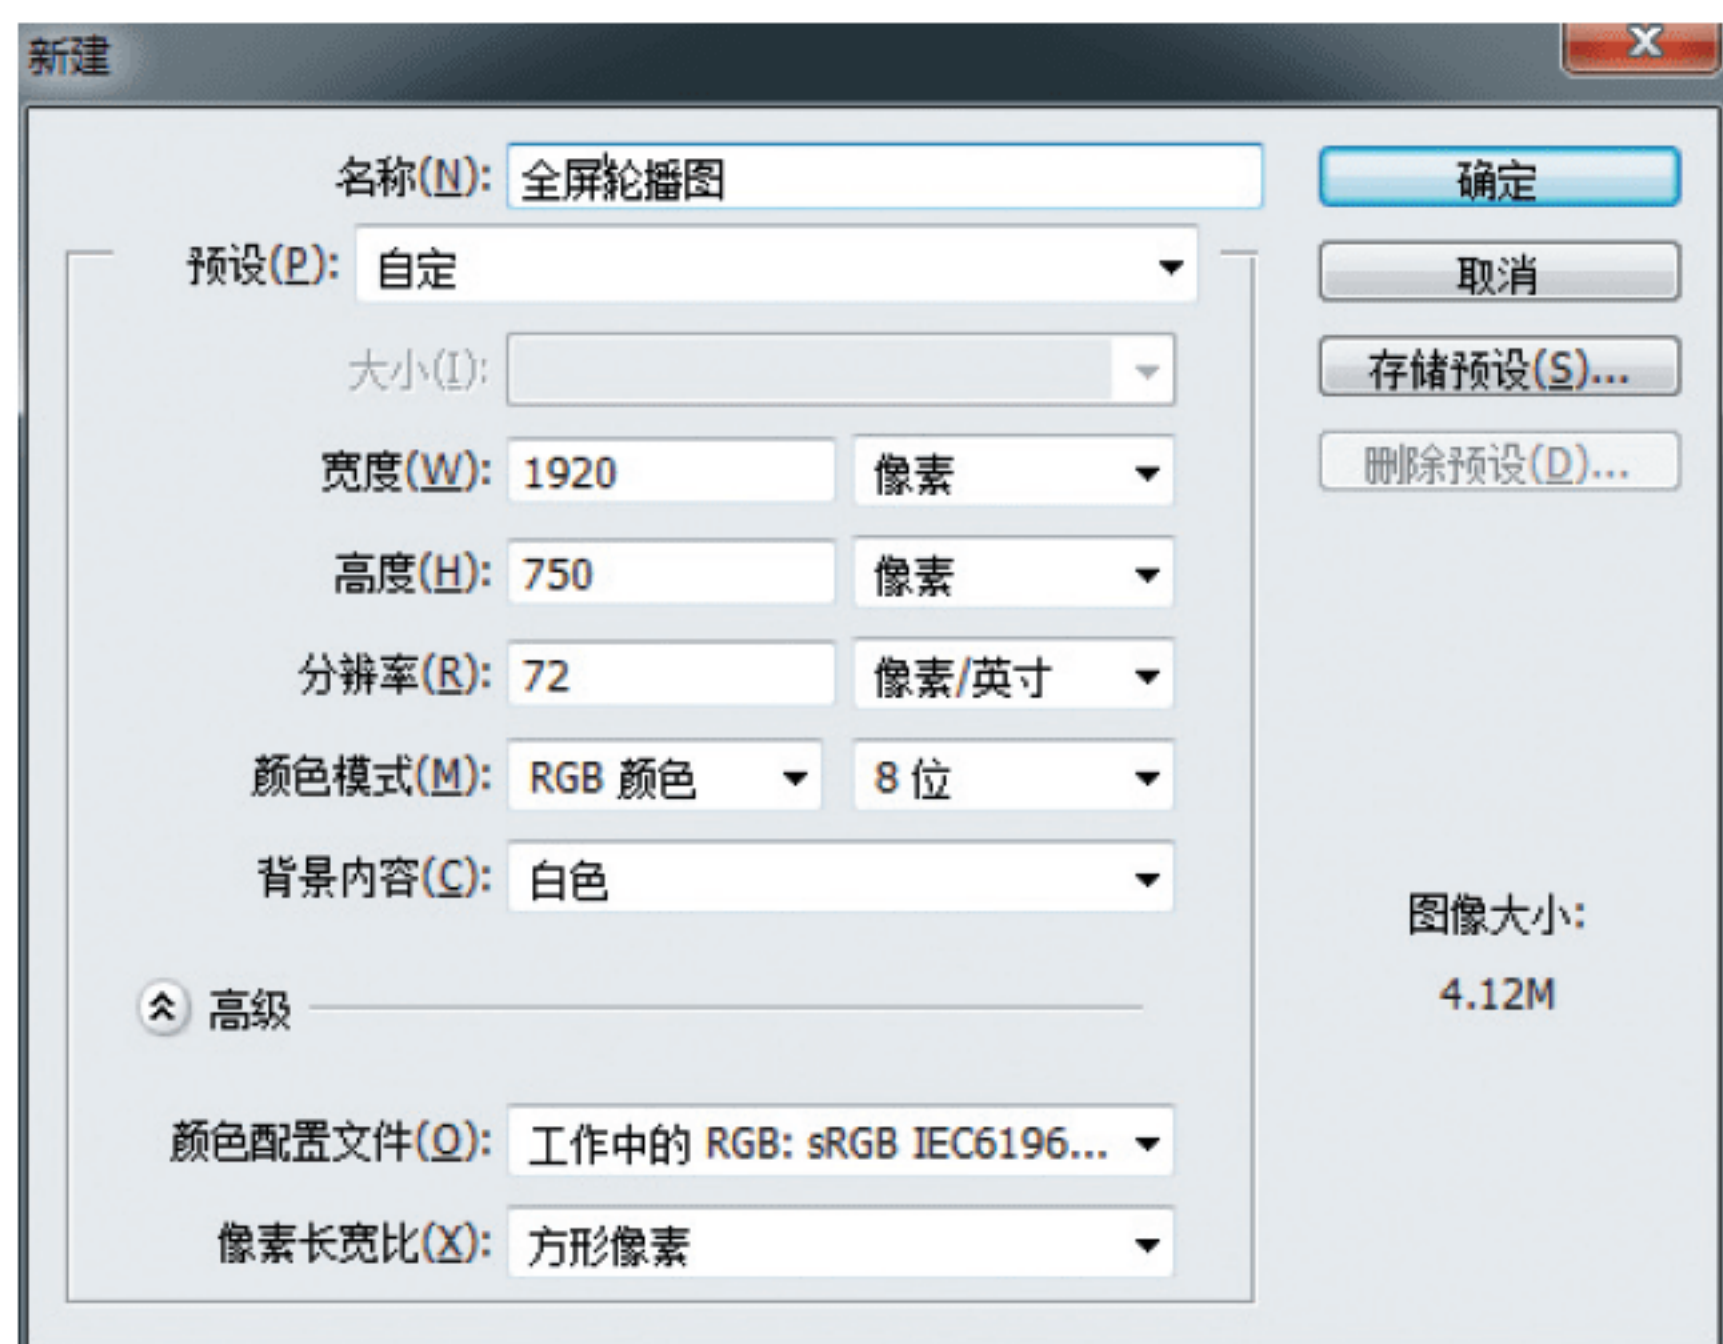 新建
名称(N): 全屏轮播图
确定
预设(P): 自定
取消
大小(I):
存储预设(S)...
宽度(W): 1920 像素
删除预设(D)...
高度(H): 750 像素
分辨率(R): 72 像素/英寸
颜色模式(M): RGB 颜色 8 位
背景内容(C): 白色
图像大小:
4.12M
高级
颜色配置文件(O): 工作中的 RGB: sRGB IEC6196...
像素长宽比(X): 方形像素